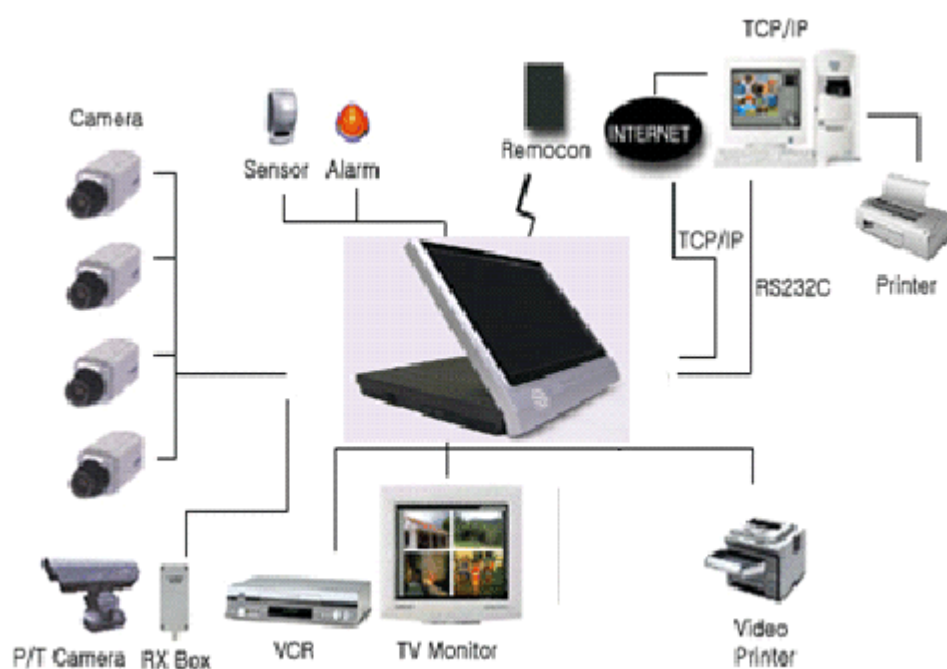 TCP/IP
Camera
INTERNET
Remocon
Sensor
Alarm
TCP/IP
RS232C
Printer
P/T Camera
RX Box
VCR
TV Monitor
Video
Printer